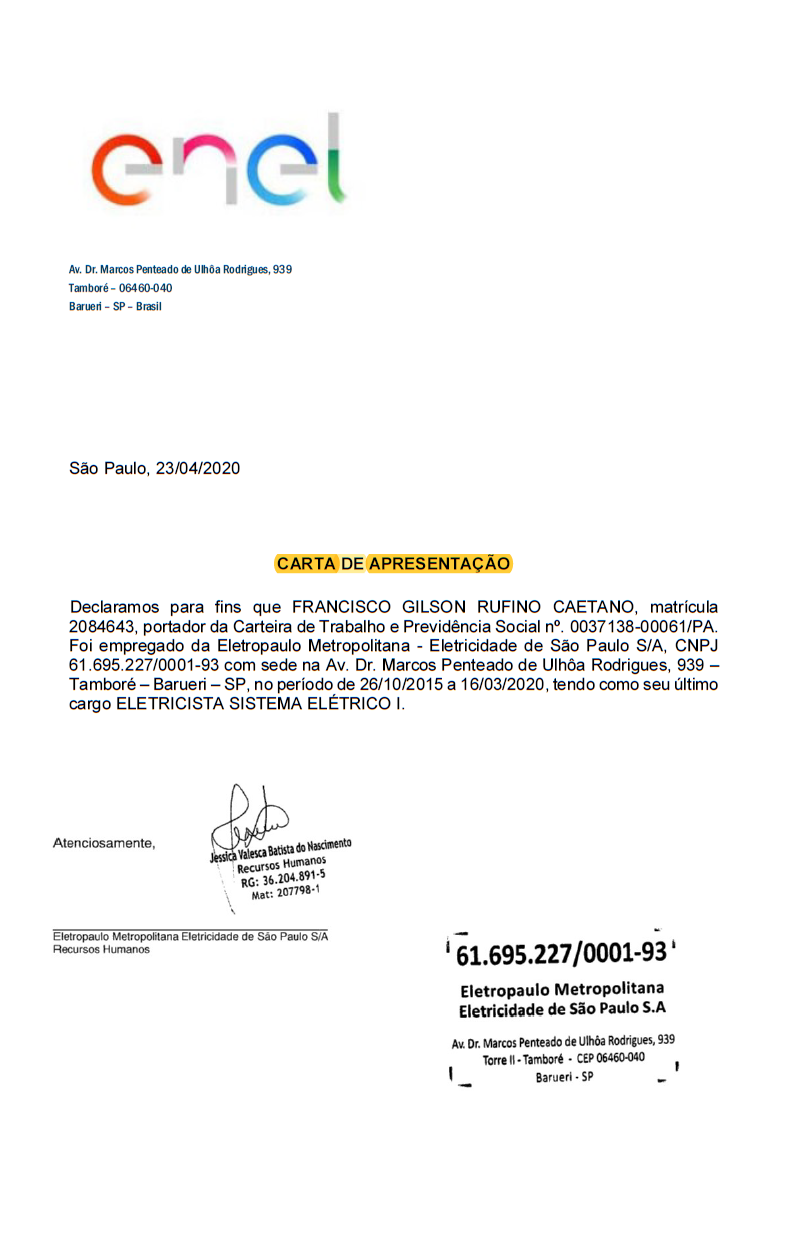 enel
Av. Dr. Marcos Penteado de Ulhôa Rodrigues, 939
Tamboré – 06460-040
Barueri – SP – Brasil
São Paulo, 23/04/2020
CARTA DE APRESENTAÇÃO
Declaramos para fins que FRANCISCO GILSON RUFINO CAETANO, matrícula
2084643, portador da Carteira de Trabalho e Previdência Social nº. 0037138-00061/PA.
Foi empregado da Eletropaulo Metropolitana - Eletricidade de São Paulo S/A, CNPJ
61.695.227/0001-93 com sede na Av. Dr. Marcos Penteado de Ulhôa Rodrigues, 939 –
Tamboré – Barueri – SP, no período de 26/10/2015 a 16/03/2020, tendo como seu último
cargo ELETRICISTA SISTEMA ELÉTRICO I.
Atenciosamente,
Jessica Valesca Batista do Nascimento
Recursos Humanos
RG: 36.204.891-5
Mat: 207798-1
Eletropaulo Metropolitana Eletricidade de São Paulo S/A
Recursos Humanos
61.695.227/0001-93
Eletropaulo Metropolitana
Eletricidade de São Paulo S.A
Av. Dr. Marcos Penteado de Ulhôa Rodrigues, 939
Torre II - Tamboré - CEP 06460-040
Barueri - SP